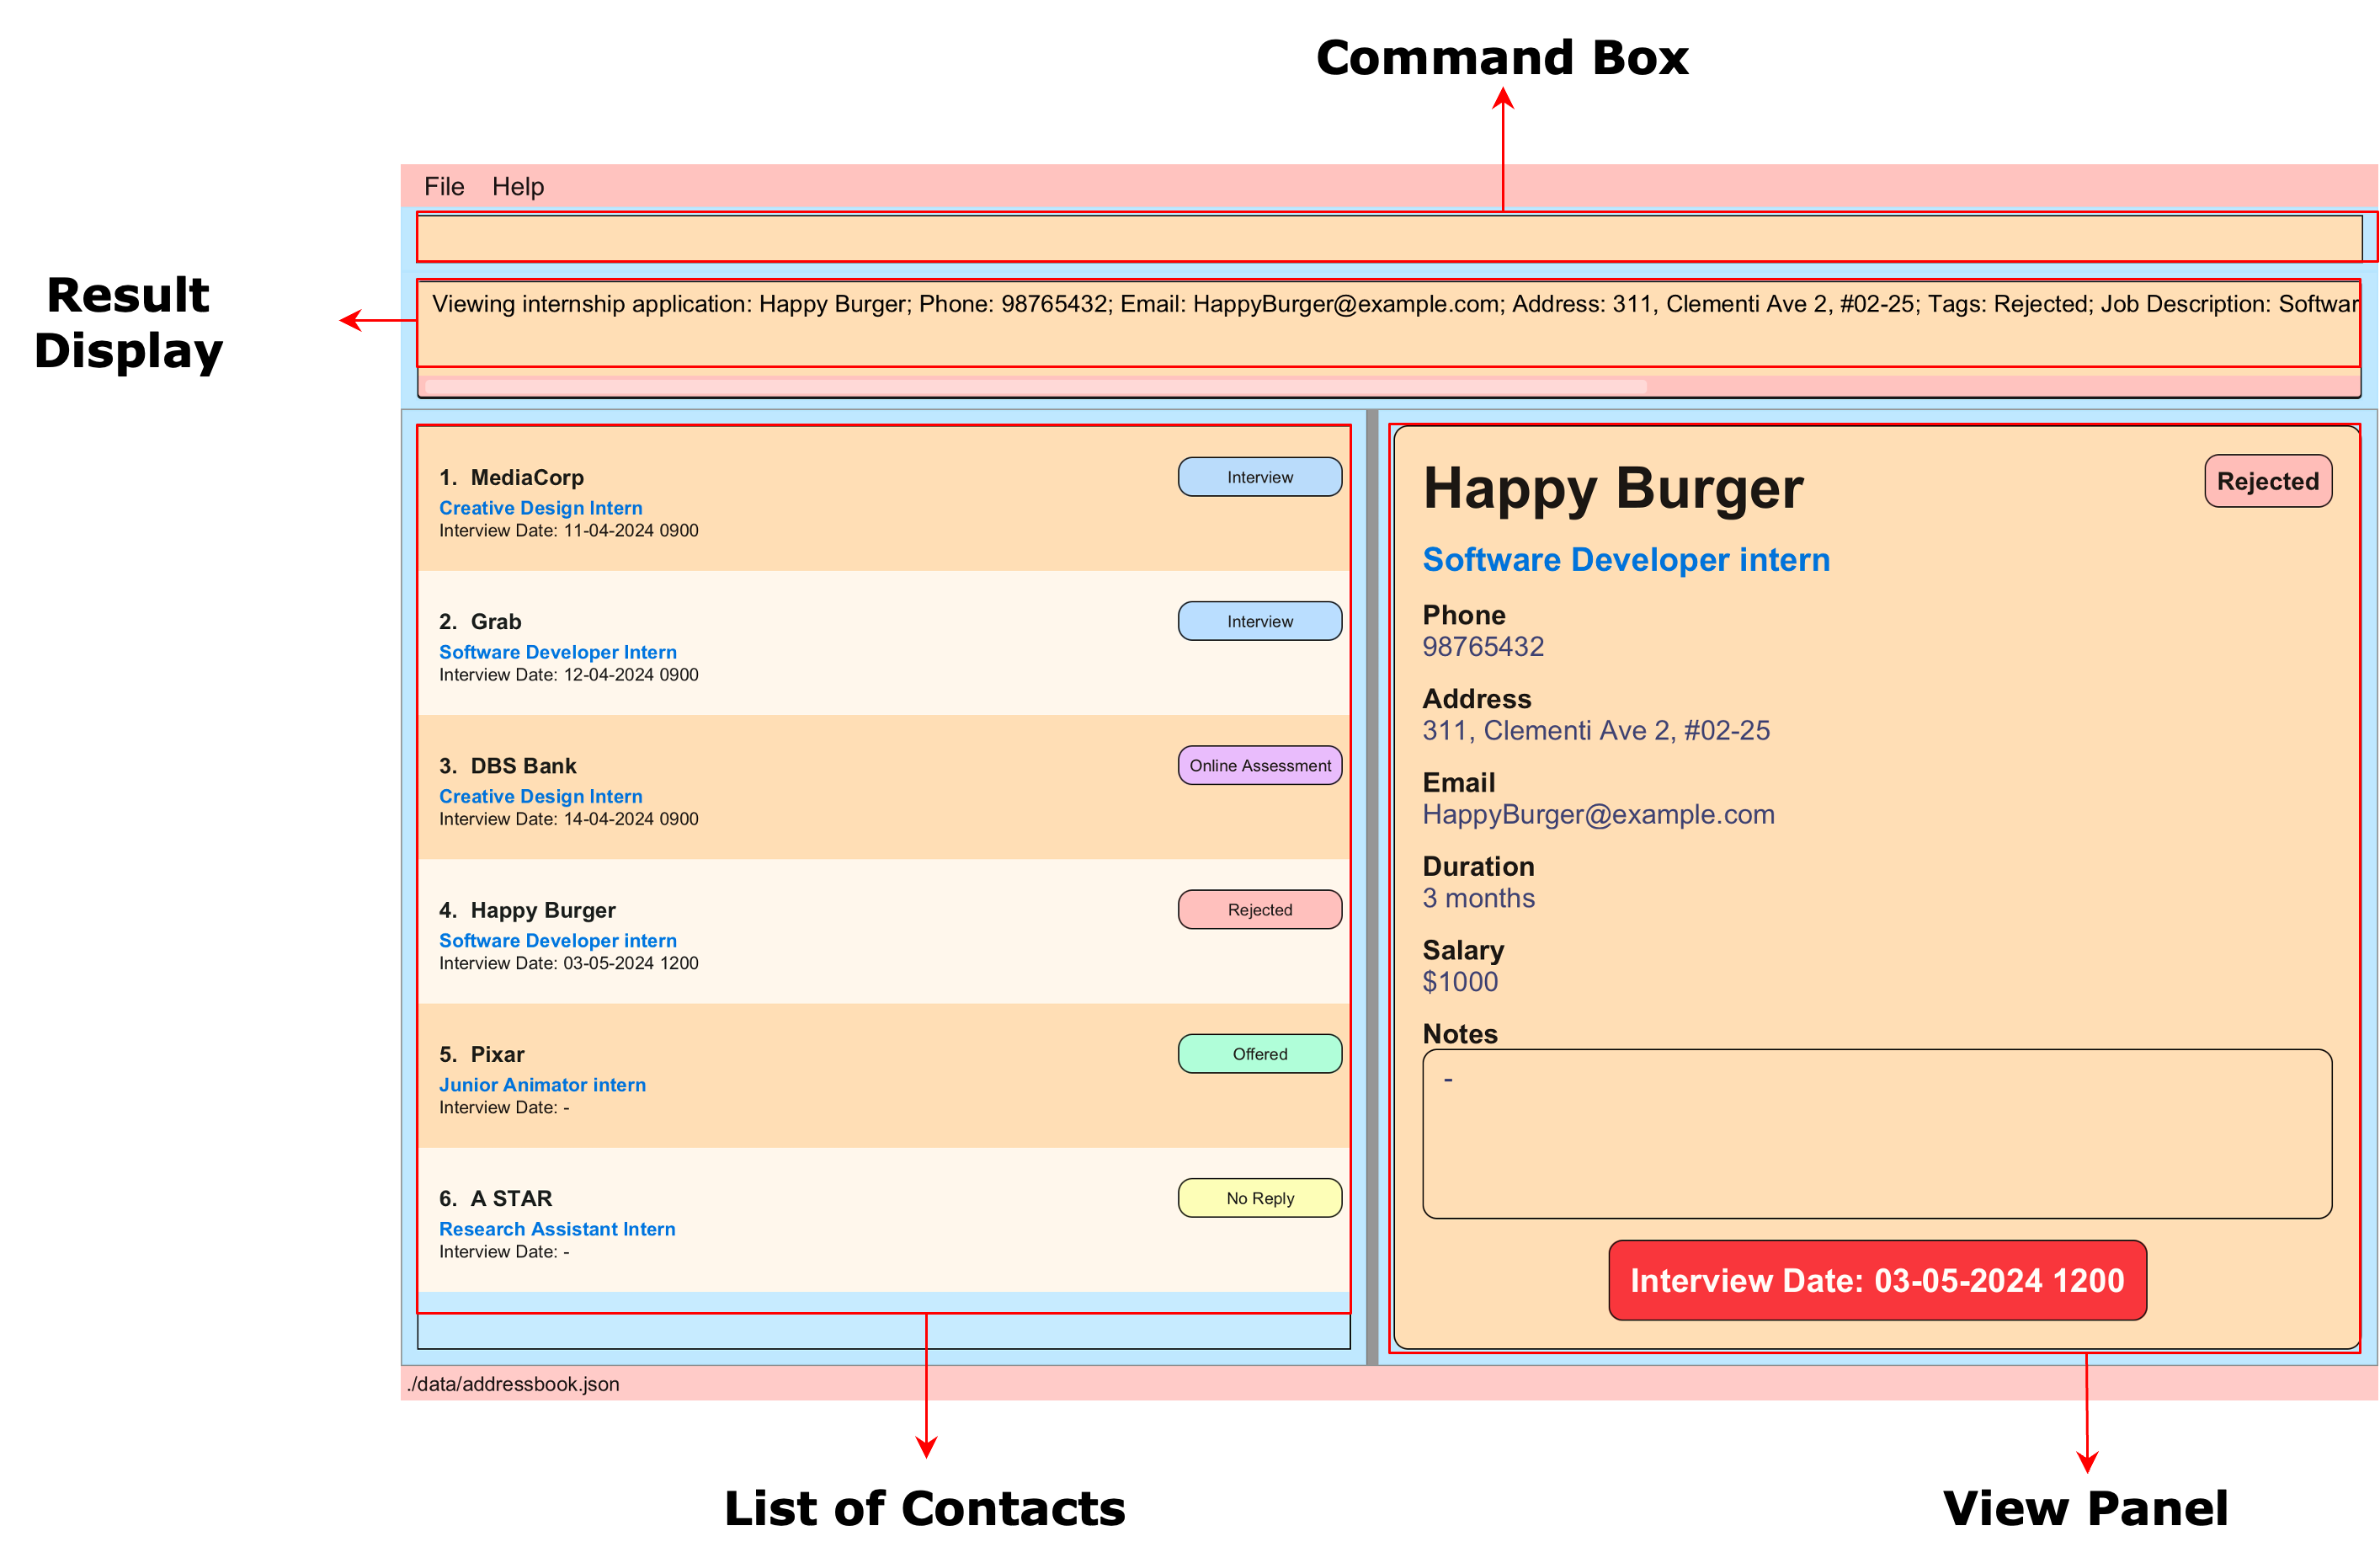 Command Box
File Help
Result
Display
Viewing internship application: Happy Burger; Phone: 98765432; Email: HappyBurger@example.com; Address: 311, Clementi Ave 2, #02-25; Tags: Rejected; Job Description: Softwar
1. MediaCorp
Interview
Creative Design Intern
Interview Date: 11-04-2024 0900
2. Grab
Interview
Software Developer Intern
Interview Date: 12-04-2024 0900
3. DBS Bank
Online Assessment
Creative Design Intern
Interview Date: 14-04-2024 0900
4. Happy Burger
Rejected
Software Developer intern
Interview Date: 03-05-2024 1200
5. Pixar
Offered
Junior Animator intern
Interview Date: -
6. A STAR
No Reply
Research Assistant Intern
Interview Date: -
Happy Burger
Rejected
Software Developer intern
Phone
98765432
Address
311, Clementi Ave 2, #02-25
Email
HappyBurger@example.com
Duration
3 months
Salary
$1000
Notes
-
Interview Date: 03-05-2024 1200
./data/addressbook.json
List of Contacts
View Panel